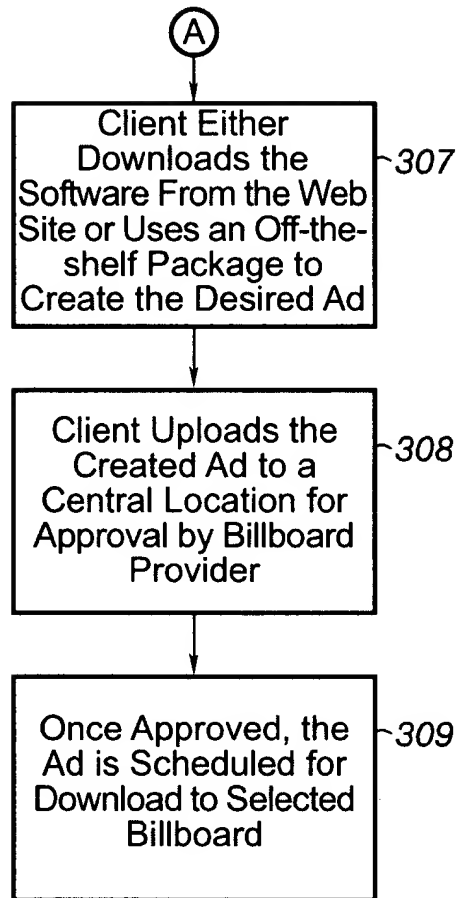 A
Client Either
Downloads the
Software From the Web
Site or Uses an Off-the-
shelf Package to
Create the Desired Ad
307
Client Uploads the
Created Ad to a
Central Location for
Approval by Billboard
Provider
308
Once Approved, the
Ad is Scheduled for
Download to Selected
Billboard
309